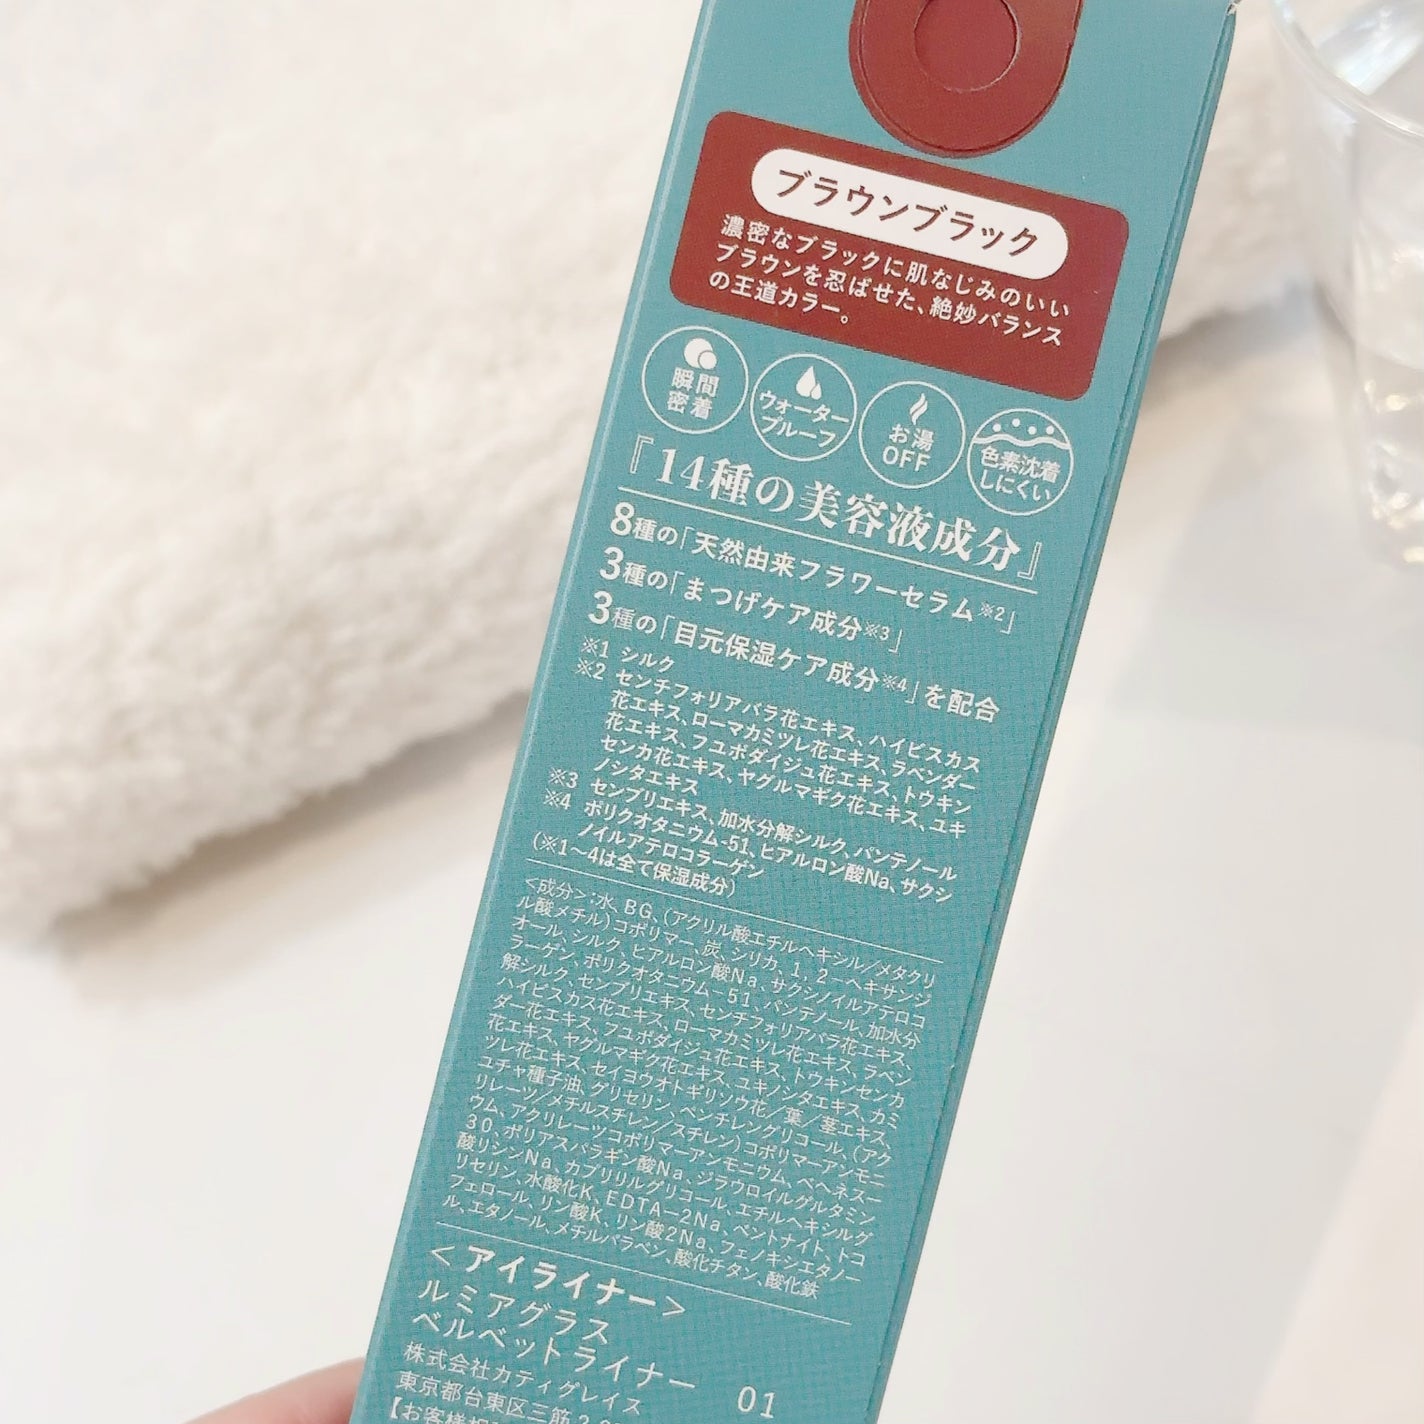 ブラウンブラック
濃密なブラックに肌なじみのいい
ブラウンを忍ばせた、絶妙バランス
の王道カラー。
瞬間
密着
ウォーター
プルーフ
お湯
OFF
色素沈着
しにくい
『14種の美容液成分』
8種の「天然由来フラワーセラム※2」
3種の「まつげケア成分※3」
3種の「目元保湿ケア成分※4」を配合
※1 シルク
※2 センチフォリアバラ花エキス、ハイビスカス
花エキス、ローマカミツレ花エキス、ラベンダー
花エキス、フユボダイジュ花エキス、トウキン
センカ花エキス、ヤグルマギク花エキス、ユキ
ノシタエキス
※3 センブリエキス、加水分解シルク、パンテノール
※4 ポリクオタニウム-51、ヒアルロン酸Na、サクシ
ノイルアテロコラーゲン
(※1〜4は全て保湿成分)
<成分>:水、BG、(アクリル酸エチルヘキシル/メタクリ
ル酸メチル)コポリマー、炭、シリカ、1,2-ヘキサンジ
オール、シルク、ヒアルロン酸Na、サクシノイルアテロコ
ラーゲン、ポリクオタニウム-51、パンテノール、加水分
解シルク、センブリエキス、センチフォリアバラ花エキス、
ハイビスカス花エキス、ローマカミツレ花エキス、ラベン
ダー花エキス、フユボダイジュ花エキス、トウキンセンカ
花エキス、ヤグルマギク花エキス、ユキノシタエキス、カミ
ツレ花エキス、セイヨウオトギリソウ花/葉/茎エキス、
ユチャ種子油、グリセリン、ペンチレングリコール、(アク
リレーツ/メチルスチレン/スチレン)コポリマーアンモニ
ウム、アクリレーツコポリマーアンモニウム、ベヘネスー
30、ポリアスパラギン酸Na、ジラウロイルグルタミン
酸リシンNa、カプリリルグリコール、エチルヘキシルグ
リセリン、水酸化K、EDTA-2Na、ベントナイト、トコ
フェロール、リン酸K、リン酸2Na、フェノキシエタノー
ル、エタノール、メチルパラベン、酸化チタン、酸化鉄
<アイライナー>
ルミアグラス
ベルベットライナー 01
株式会社カティグレイス
東京都台東区三筋2
【お客様相談